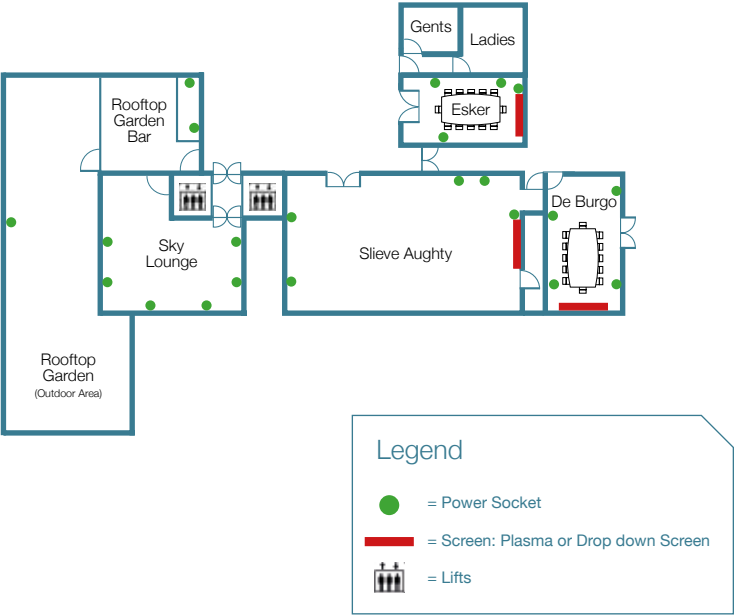 Gents
Ladies
Rooftop
Garden
Bar
Esker
De Burgo
Sky
Lounge
Slieve Aughty
Rooftop
Garden
(Outdoor Area)
Legend
= Power Socket
= Screen: Plasma or Drop down Screen
= Lifts